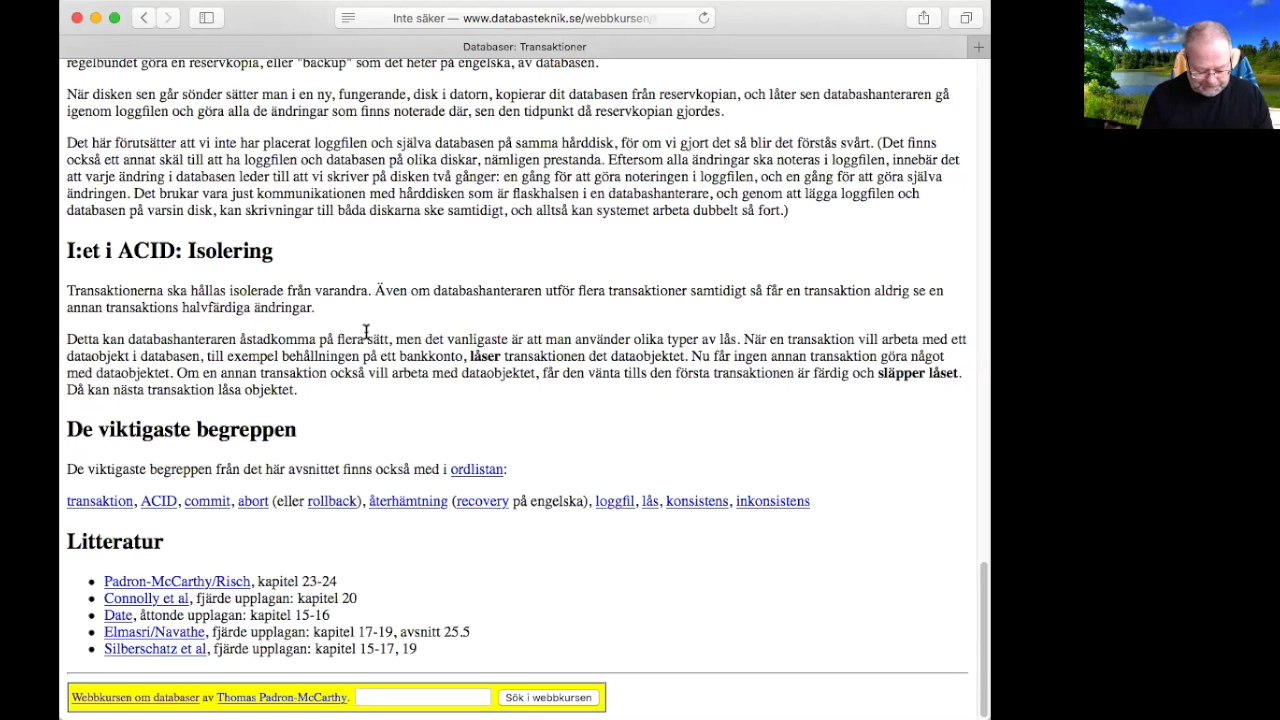 Inte säker — www.databasteknik.se/webbkursen/
Databaser: Transaktioner
regelbundet göra en reservkopia, eller "backup" som det heter på engelska, av databasen.
När disken sen går sönder sätter man i en ny, fungerande, disk i datorn, kopierar dit databasen från reservkopian, och låter sen databashanteraren gå
igenom loggfilen och göra alla de ändringar som finns noterade där, sen den tidpunkt då reservkopian gjordes.
Det här förutsätter att vi inte har placerat loggfilen och själva databasen på samma hårddisk, för om vi gjort det så blir det förstås svårt. (Det finns
också ett annat skäl till att ha loggfilen och databasen på olika diskar, nämligen prestanda. Eftersom alla ändringar ska noteras i loggfilen, innebär det
att varje ändring i databasen leder till att vi skriver på disken två gånger: en gång för att göra noteringen i loggfilen, och en gång för att göra själva
ändringen. Det brukar vara just kommunikationen med hårddisken som är flaskhalsen i en databashanterare, och genom att lägga loggfilen och
databasen på varsin disk, kan skrivningar till båda diskarna ske samtidigt, och alltså kan systemet arbeta dubbelt så fort.)
I:et i ACID: Isolering
Transaktionerna ska hållas isolerade från varandra. Även om databashanteraren utför flera transaktioner samtidigt så får en transaktion aldrig se en
annan transaktions halvfärdiga ändringar.
Detta kan databashanteraren åstadkomma på flera sätt, men det vanligaste är att man använder olika typer av lås. När en transaktion vill arbeta med ett
dataobjekt i databasen, till exempel behållningen på ett bankkonto, låser transaktionen det dataobjektet. Nu får ingen annan transaktion göra något
med dataobjektet. Om en annan transaktion också vill arbeta med dataobjektet, får den vänta tills den första transaktionen är färdig och släpper låset.
Då kan nästa transaktion låsa objektet.
De viktigaste begreppen
De viktigaste begreppen från det här avsnittet finns också med i ordlistan:
transaktion, ACID, commit, abort (eller rollback), återhämtning (recovery på engelska), loggfil, lås, konsistens, inkonsistens
Litteratur
• Padron-McCarthy/Risch, kapitel 23-24
• Connolly et al, fjärde upplagan: kapitel 20
• Date, åttonde upplagan: kapitel 15-16
• Elmasri/Navathe, fjärde upplagan: kapitel 17-19, avsnitt 25.5
• Silberschatz et al, fjärde upplagan: kapitel 15-17, 19
Webbkursen om databaser av Thomas Padron-McCarthy. Sök i webbkursen